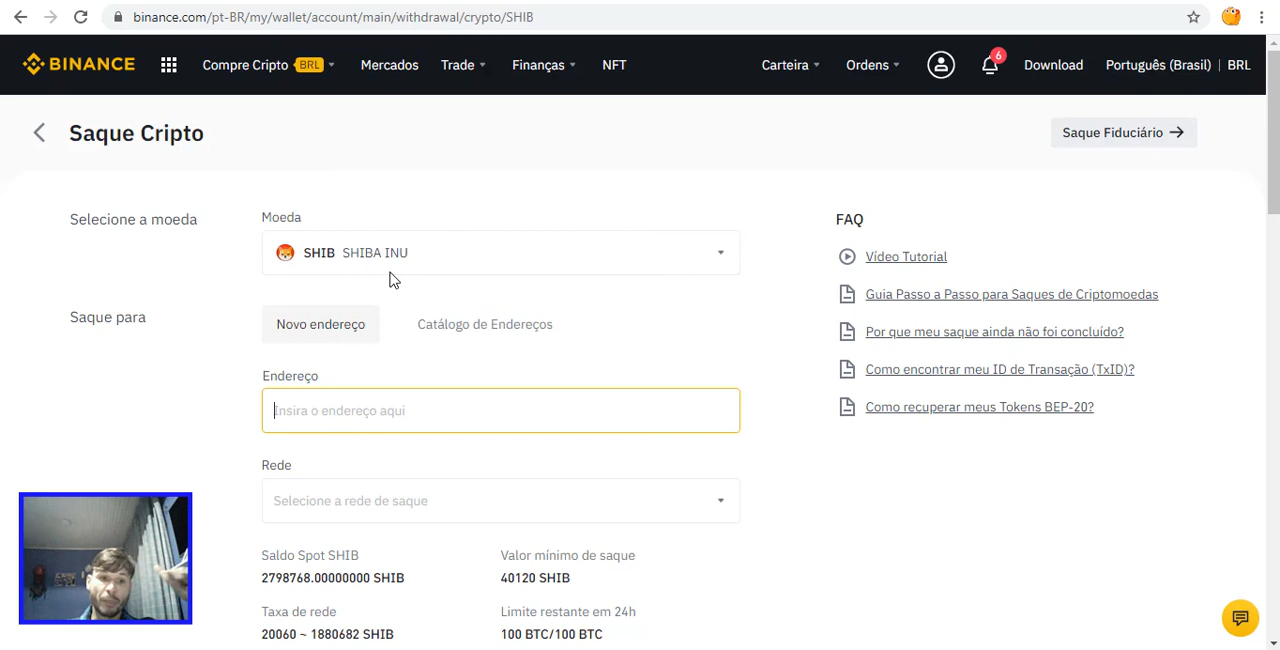 binance.com/pt-BR/my/wallet/account/main/withdrawal/crypto/SHIB
BINANCE Compre Cripto BRL Mercados Trade Finanças NFT Carteira Ordens 6 Download Português (Brasil) | BRL
Saque Cripto
Saque Fiduciário →
Selecione a moeda
Moeda
SHIB SHIBA INU
Saque para
Novo endereço
Catálogo de Endereços
Endereço
Insira o endereço aqui
Rede
Selecione a rede de saque
Saldo Spot SHIB
2798768.00000000 SHIB
Valor mínimo de saque
40120 SHIB
Taxa de rede
20060 ~ 1880682 SHIB
Limite restante em 24h
100 BTC/100 BTC
FAQ
Vídeo Tutorial
Guia Passo a Passo para Saques de Criptomoedas
Por que meu saque ainda não foi concluído?
Como encontrar meu ID de Transação (TxID)?
Como recuperar meus Tokens BEP-20?